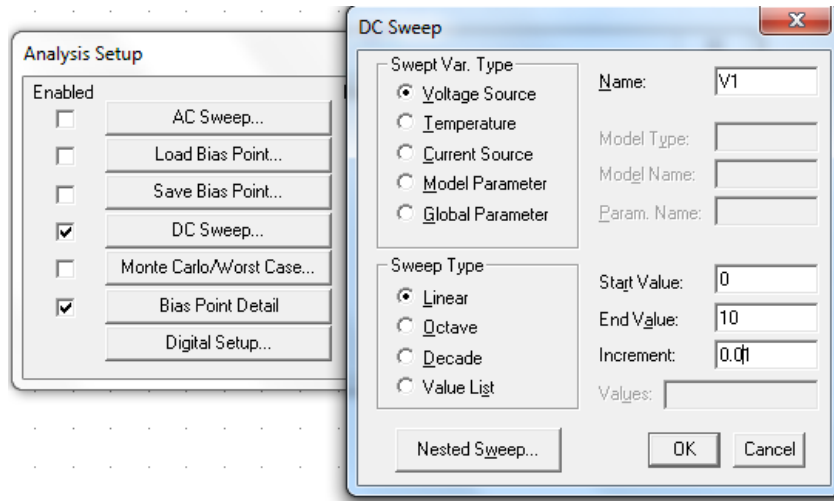 Analysis Setup
Enabled
AC Sweep...
Load Bias Point...
Save Bias Point...
DC Sweep...
Monte Carlo/Worst Case...
Bias Point Detail
Digital Setup...
DC Sweep
Swept Var. Type
Voltage Source
Temperature
Current Source
Model Parameter
Global Parameter
Name: V1
Model Type:
Model Name:
Param. Name:
Sweep Type
Linear
Octave
Decade
Value List
Start Value: 0
End Value: 10
Increment: 0.01
Values:
Nested Sweep...
OK
Cancel